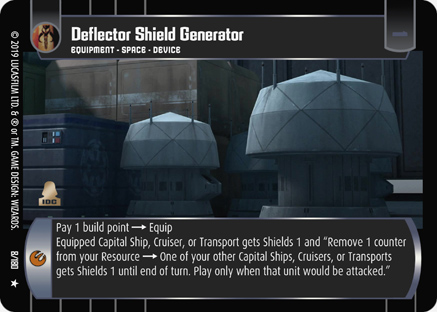 Deflector Shield Generator
EQUIPMENT • SPACE • DEVICE
IDC
Pay 1 build point → Equip
Equipped Capital Ship, Cruiser, or Transport gets Shields 1 and “Remove 1 counter
from your Resource → One of your other Capital Ships, Cruisers, or Transports
gets Shields 1 until end of turn. Play only when that unit would be attacked.”
© 2019 LUCASFILM LTD. & ® or TM. GAME DESIGN: WIZARDS.